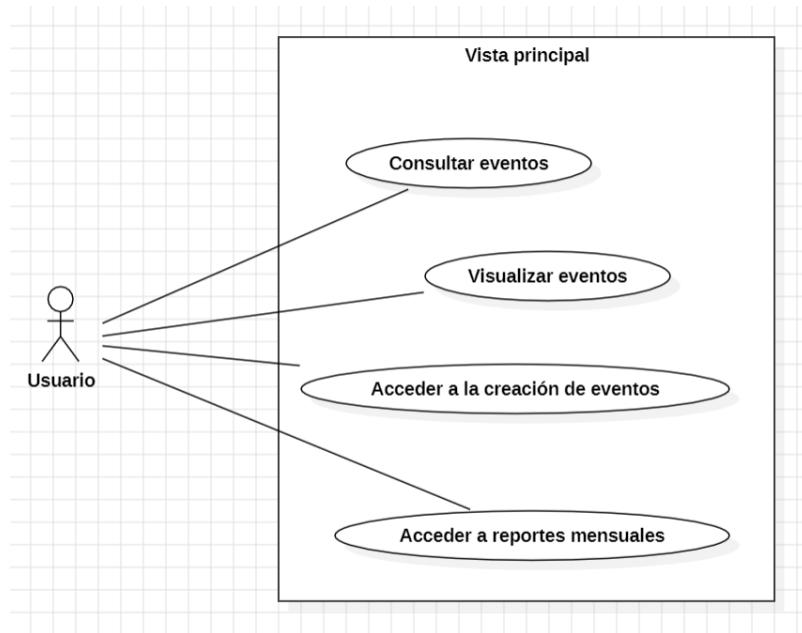 Vista principal
Consultar eventos
Visualizar eventos
Usuario
Acceder a la creación de eventos
Acceder a reportes mensuales